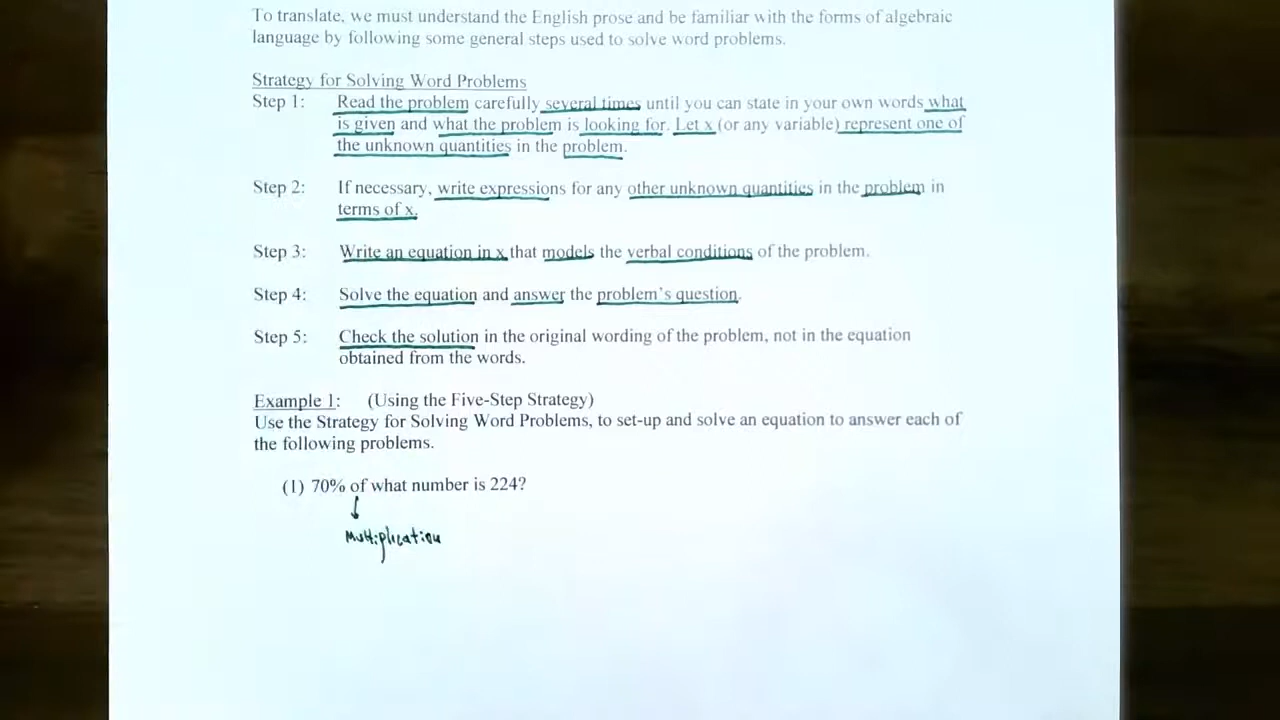 To translate, we must understand the English prose and be familiar with the forms of algebraic
language by following some general steps used to solve word problems.
Strategy for Solving Word Problems
Step 1: Read the problem carefully several times until you can state in your own words what
is given and what the problem is looking for. Let x (or any variable) represent one of
the unknown quantities in the problem.
Step 2: If necessary, write expressions for any other unknown quantities in the problem in
terms of x.
Step 3: Write an equation in x that models the verbal conditions of the problem.
Step 4: Solve the equation and answer the problem's question.
Step 5: Check the solution in the original wording of the problem, not in the equation
obtained from the words.
Example 1: (Using the Five-Step Strategy)
Use the Strategy for Solving Word Problems, to set-up and solve an equation to answer each of
the following problems.
(1) 70% of what number is 224?
Multiplication